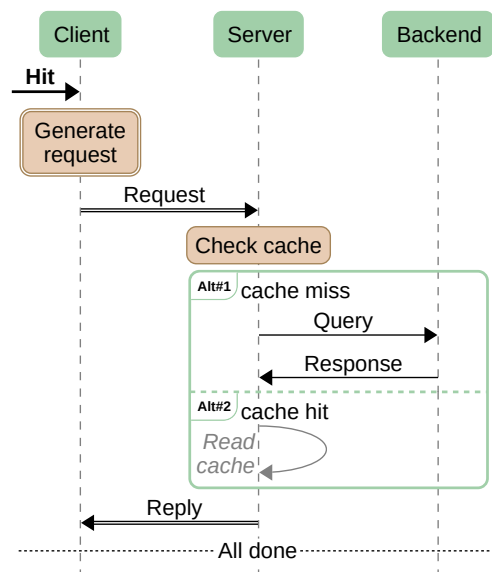 Client Server Backend
Hit
Generate
request
Request
Check cache
Alt#1 cache miss
Query
Response
Alt#2 cache hit
Read
cache
Reply
All done